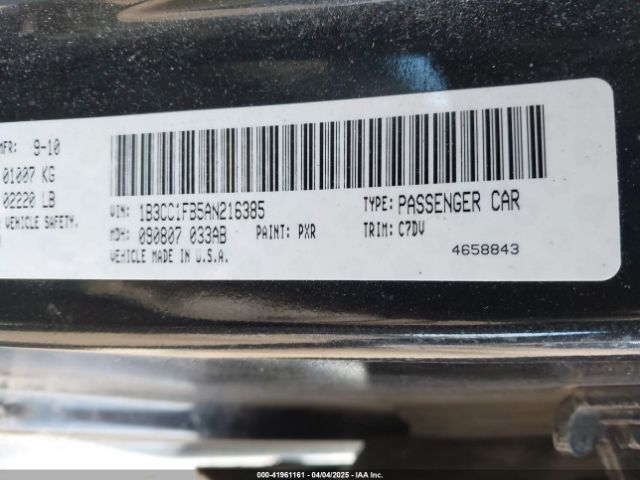 MFR: 9-10
01007 KG
02220 LB
VEHICLE SAFETY.
VIN: 1B3CC1FB5AN216385
TYPE: PASSENGER CAR
MDH: 090807 033AB
PAINT: PXR
TRIM: C7DV
VEHICLE MADE IN U.S.A.
4658843
000-41961161 - 04/04/2025 - IAA Inc.